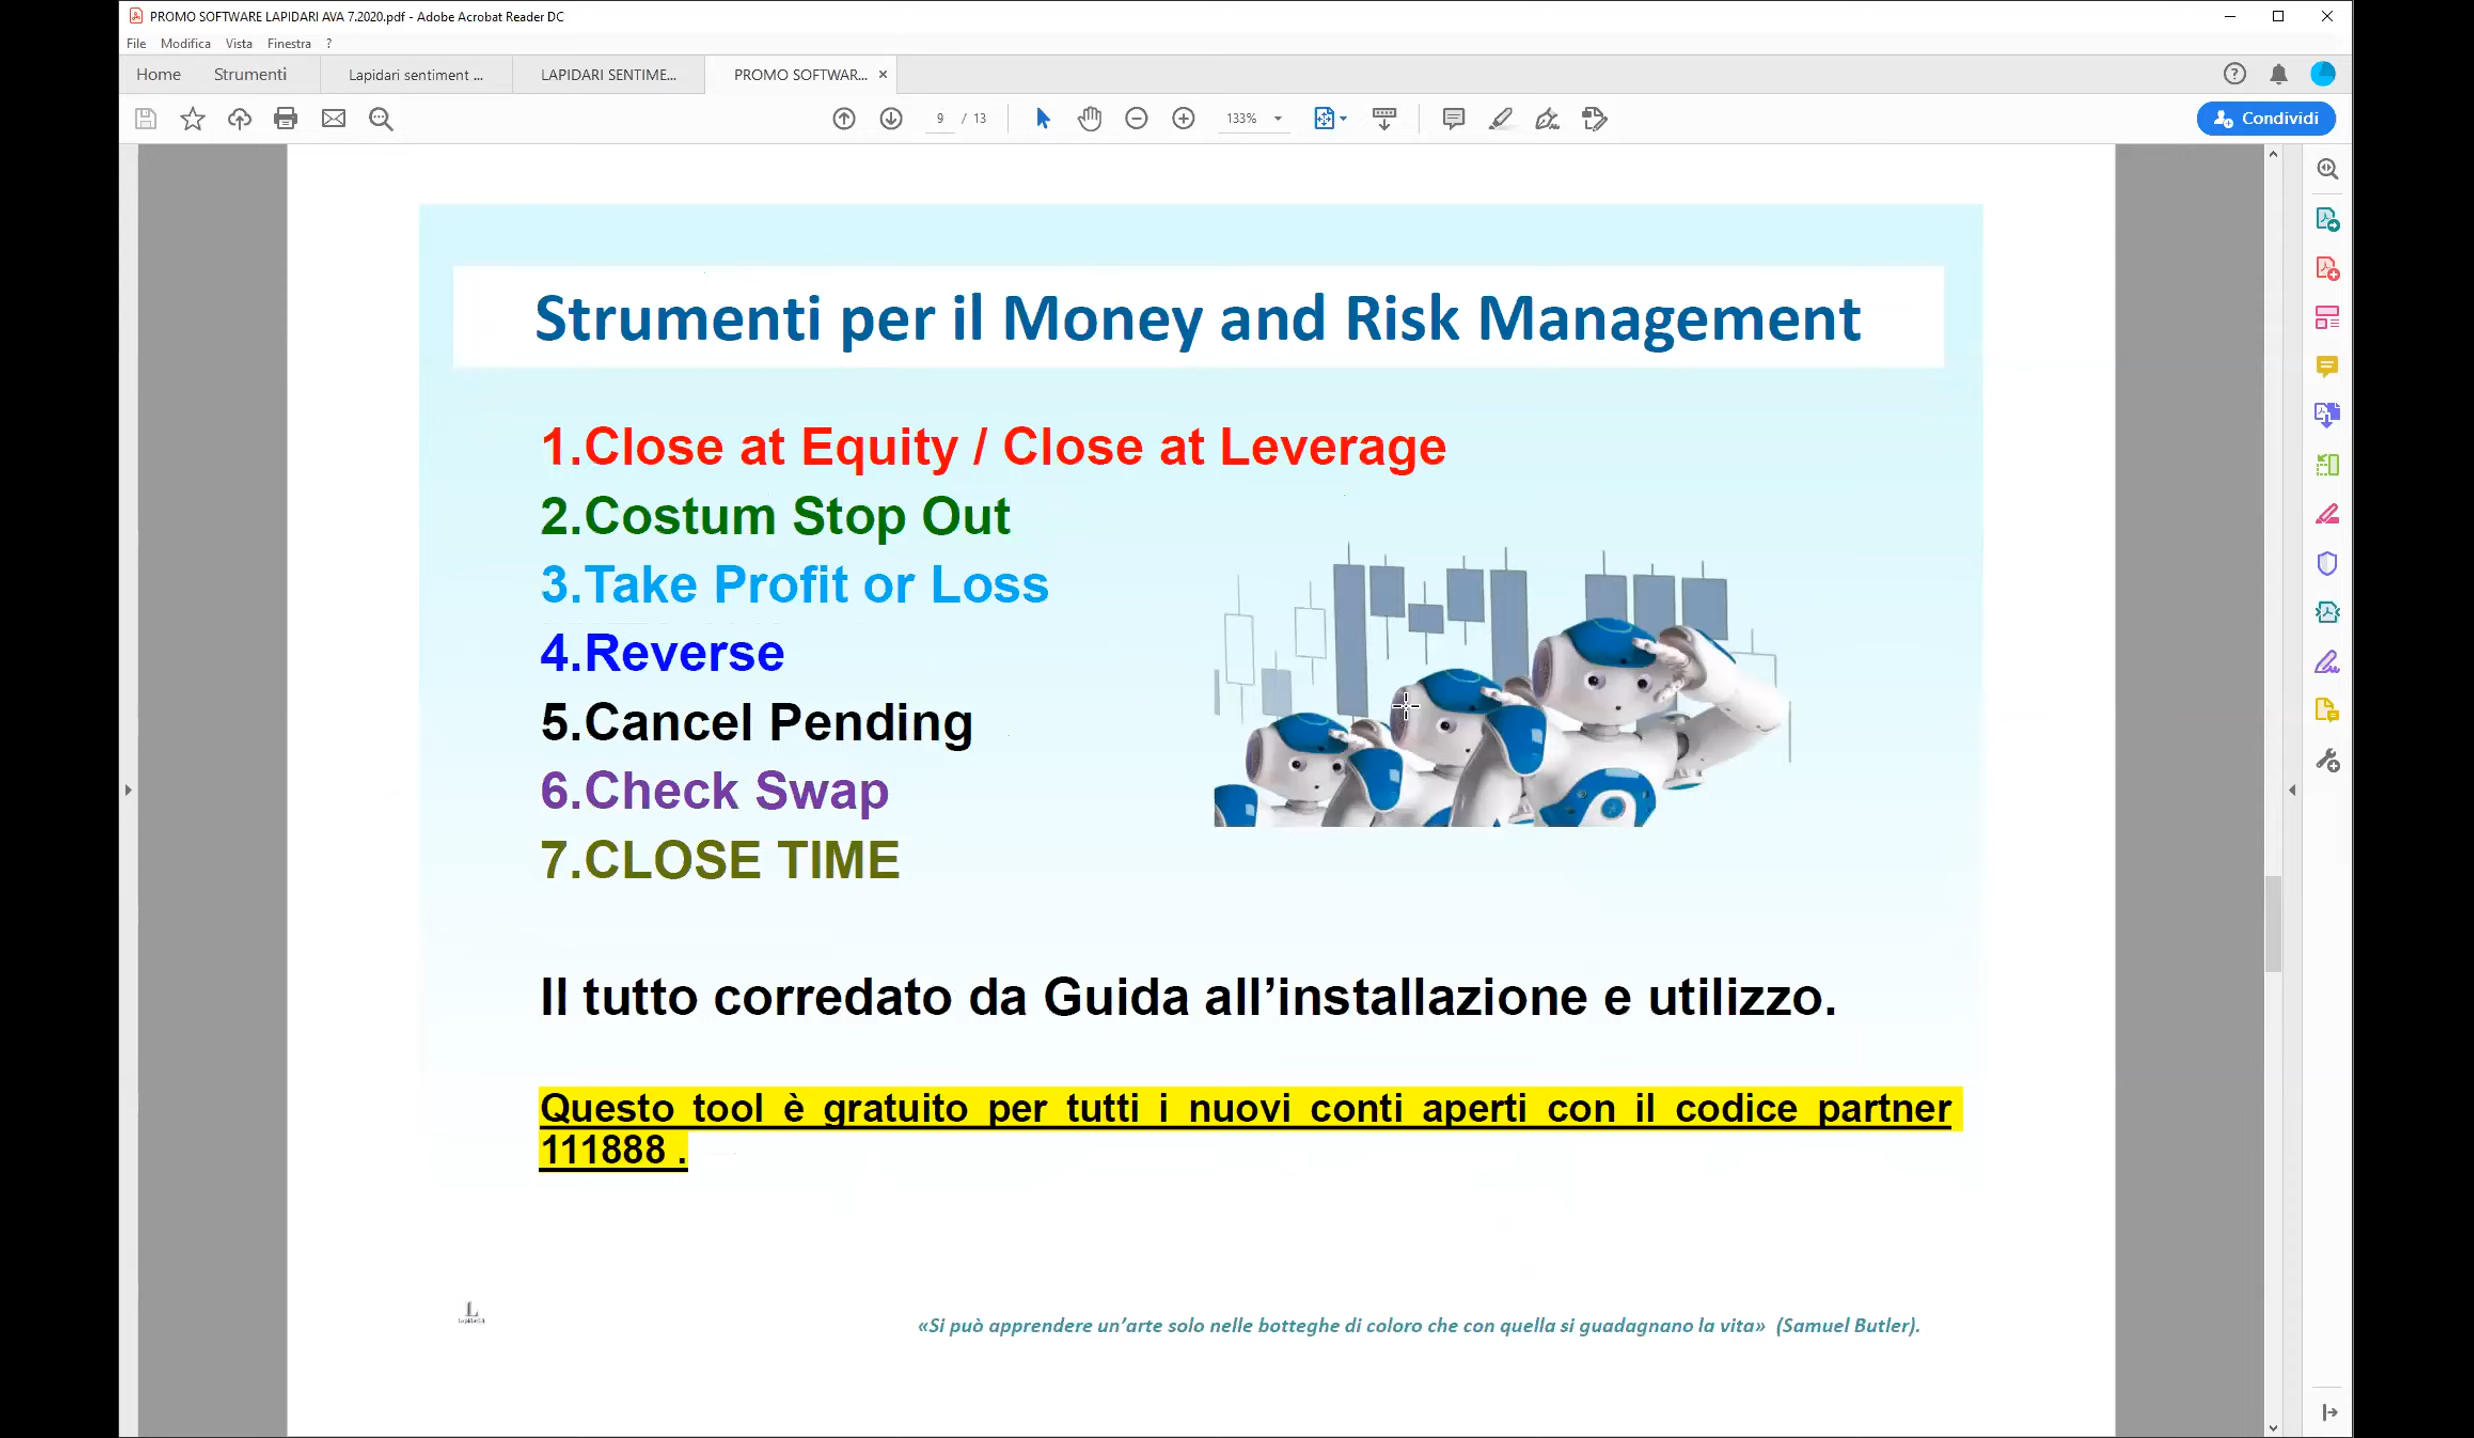 PROMO SOFTWARE LAPIDARI AVA 7.2020.pdf - Adobe Acrobat Reader DC
File Modifica Vista Finestra ?
Home Strumenti Lapidari sentiment ... LAPIDARI SENTIME... PROMO SOFTWAR...
9 / 13 133% Condividi
Strumenti per il Money and Risk Management
1.Close at Equity / Close at Leverage
2.Costum Stop Out
3.Take Profit or Loss
4.Reverse
5.Cancel Pending
6.Check Swap
7.CLOSE TIME
Il tutto corredato da Guida all’installazione e utilizzo.
Questo tool è gratuito per tutti i nuovi conti aperti con il codice partner
111888 .
L
«Si può apprendere un’arte solo nelle botteghe di coloro che con quella si guadagnano la vita» (Samuel Butler).